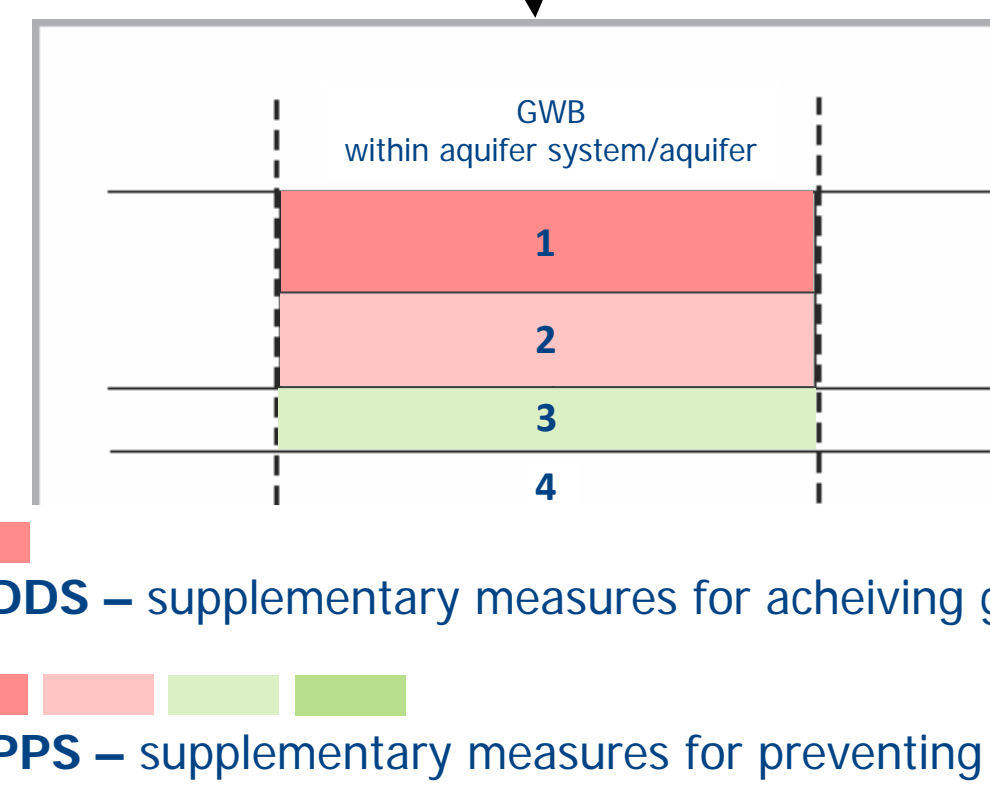 GWB
within aquifer system/aquifer
1
2
3
4
DDS – supplementary measures for acheiving g
PPS – supplementary measures for preventing